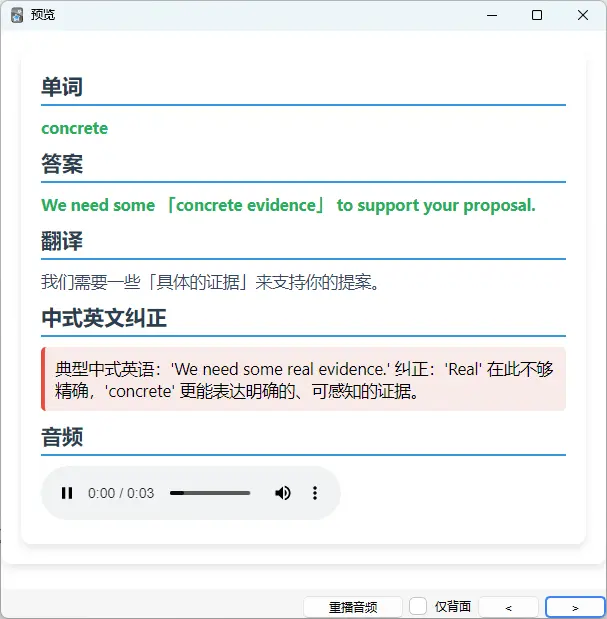 预览
单词
concrete
答案
We need some 「concrete evidence」 to support your proposal.
翻译
我们需要一些「具体的证据」来支持你的提案。
中式英文纠正
典型中式英语：'We need some real evidence.' 纠正：'Real' 在此不够
精确，'concrete' 更能表达明确的、可感知的证据。
音频
0:00 / 0:03
重播音频 仅背面 < >